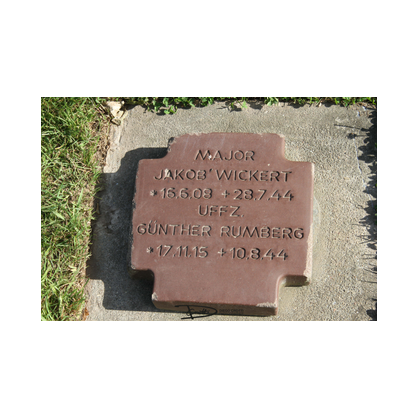 MAJOR
JAKOB WICKERT
*16.6.08 +28.7.44
UFFZ.
GÜNTHER RUMBERG
*17.11.15 +10.8.44